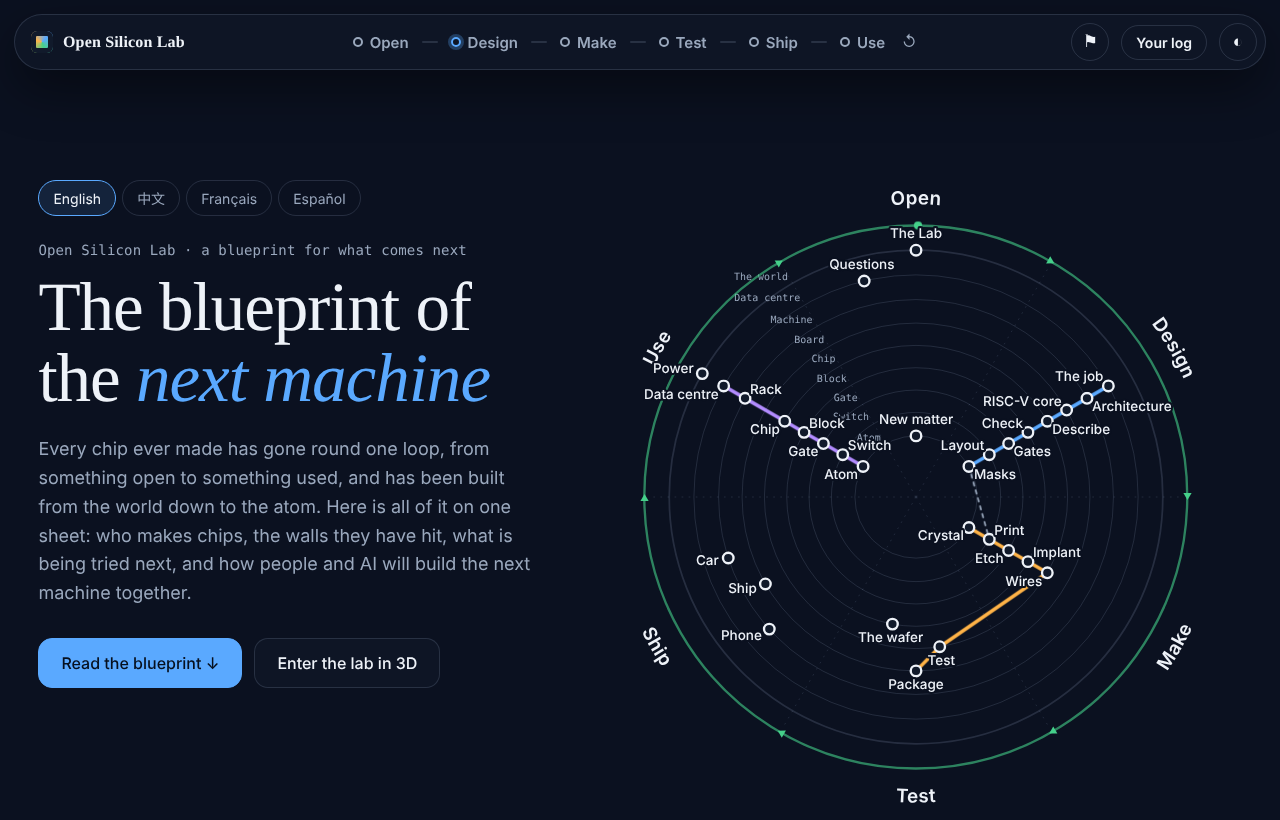 Open Silicon Lab
Open
Design
Make
Test
Ship
Use
Your log
English
中文
Français
Español
Open Silicon Lab · a blueprint for what comes next
The blueprint of
the next machine
Every chip ever made has gone round one loop, from
something open to something used, and has been built
from the world down to the atom. Here is all of it on one
sheet: who makes chips, the walls they have hit, what is
being tried next, and how people and AI will build the next
machine together.
Read the blueprint ↓
Enter the lab in 3D
Open
The Lab
Questions
The world
Data centre
Machine
Board
Chip
Block
Gate
Switch
Atom
Use
Power
Data centre
Rack
Chip
Block
Gate
Switch
Atom
New matter
Design
The job
Architecture
RISC-V core
Describe
Check
Gates
Layout
Masks
Crystal
Print
Etch
Implant
Wires
Make
Car
Ship
Phone
Ship
The wafer
Test
Package
Test